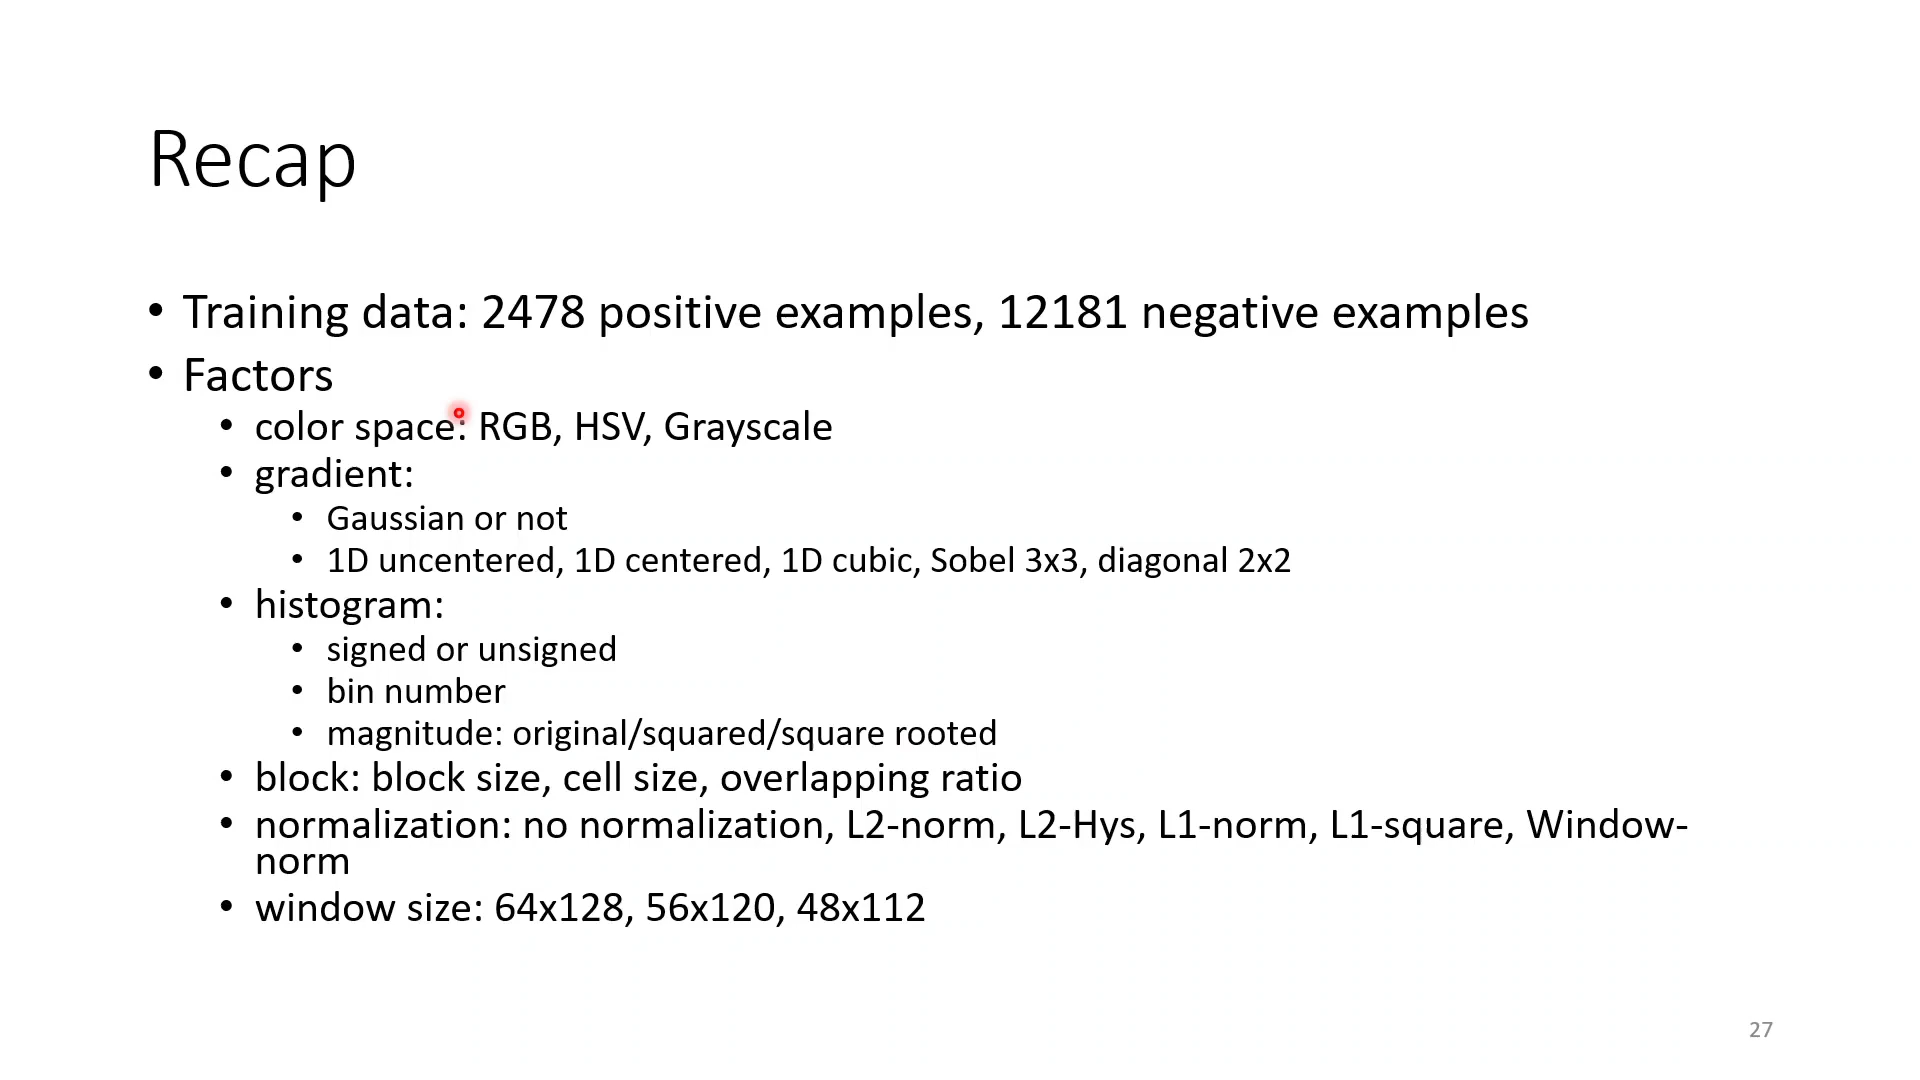 Recap
• Training data: 2478 positive examples, 12181 negative examples
• Factors
• color space: RGB, HSV, Grayscale
• gradient:
• Gaussian or not
• 1D uncentered, 1D centered, 1D cubic, Sobel 3x3, diagonal 2x2
• histogram:
• signed or unsigned
• bin number
• magnitude: original/squared/square rooted
• block: block size, cell size, overlapping ratio
• normalization: no normalization, L2-norm, L2-Hys, L1-norm, L1-square, Window-
norm
• window size: 64x128, 56x120, 48x112
27